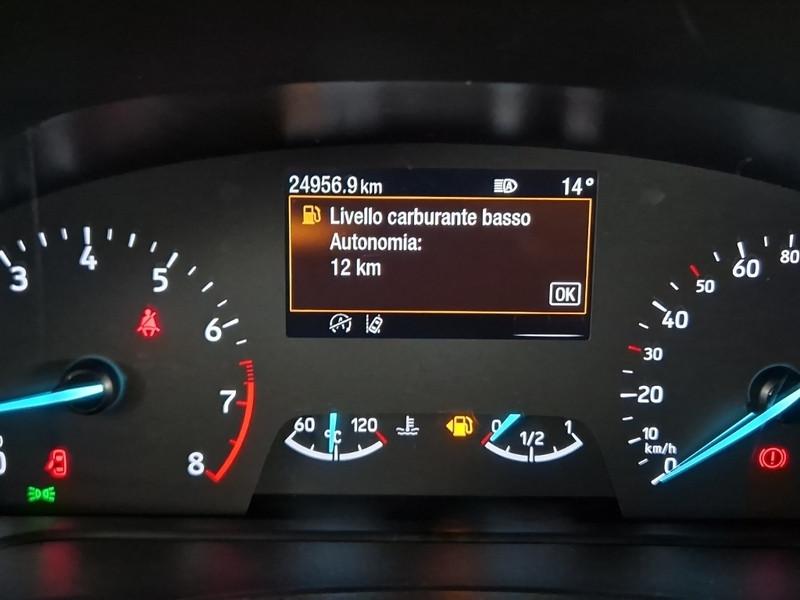 24956.9 km 14°
Livello carburante basso
Autonomia:
12 km
OK
3 4 5 6 7 8
60 °C 120
0 1/2 1
0 10 20 30 40 50 60 80
km/h